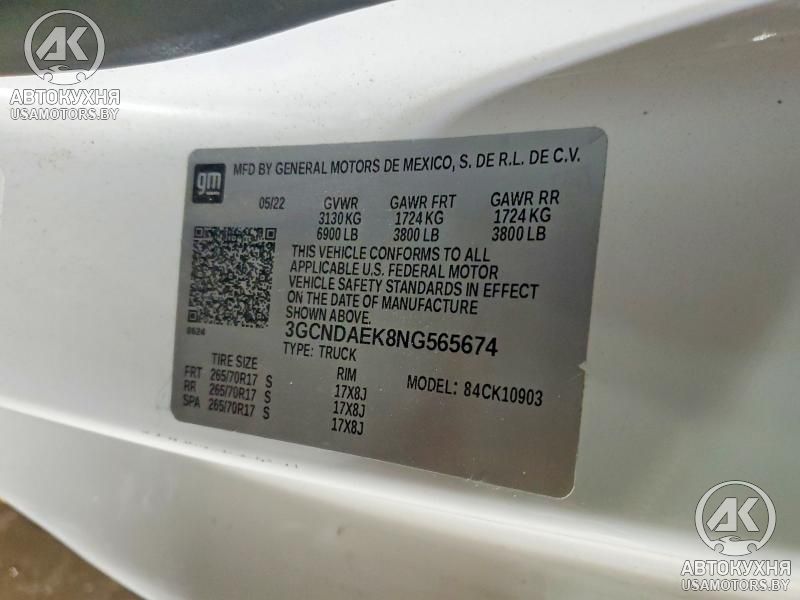 AK
АВТОКУХНЯ
USAMOTORS.BY
gm
MFD BY GENERAL MOTORS DE MEXICO, S. DE R.L. DE C.V.
05/22 GVWR GAWR FRT GAWR RR
3130 KG 1724 KG 1724 KG
6900 LB 3800 LB 3800 LB
THIS VEHICLE CONFORMS TO ALL
APPLICABLE U.S. FEDERAL MOTOR
VEHICLE SAFETY STANDARDS IN EFFECT
ON THE DATE OF MANUFACTURE
SHOWN ABOVE.
8624
3GCNDAEK8NG565674
TYPE: TRUCK
TIRE SIZE RIM MODEL: 84CK10903
FRT 265/70R17 S 17X8J
RR 265/70R17 S 17X8J
SPA 265/70R17 S 17X8J
AK
АВТОКУХНЯ
USAMOTORS.BY